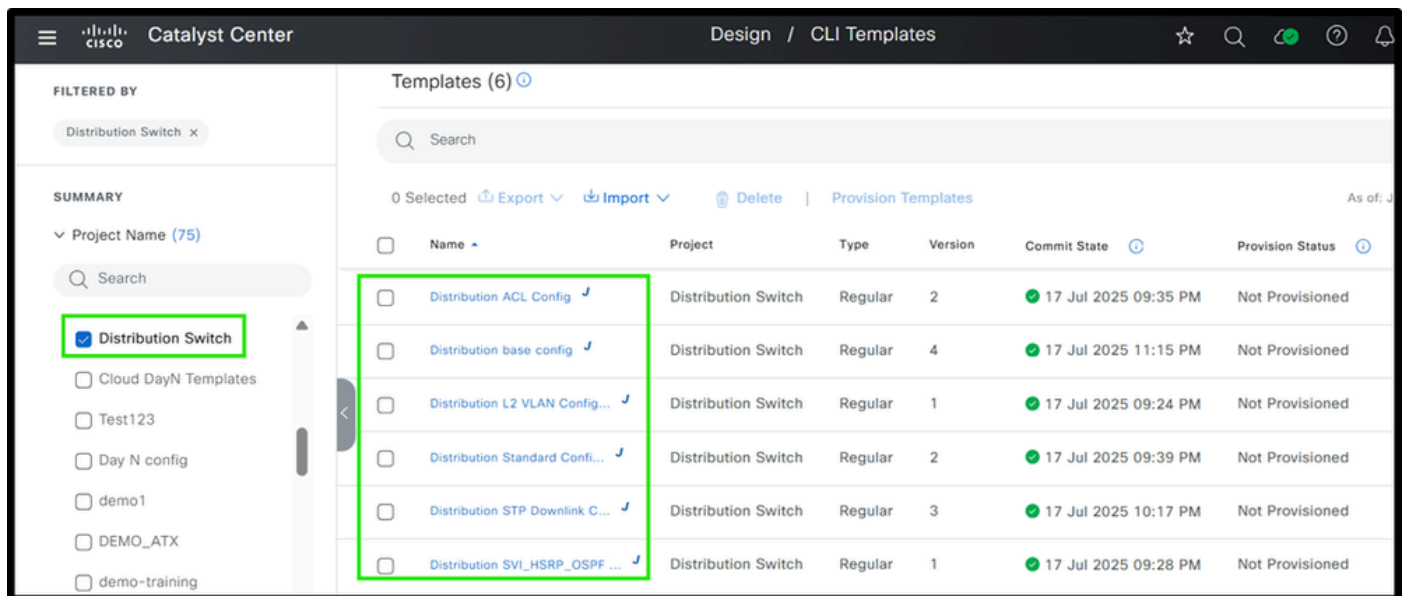 CISCO Catalyst Center
Design / CLI Templates
FILTERED BY
Distribution Switch ×
SUMMARY
Project Name (75)
Search
Distribution Switch
Cloud DayN Templates
Test123
Day N config
demo1
DEMO_ATX
demo-training
Templates (6)
Search
0 Selected Export Import Delete | Provision Templates As of: J
Name Project Type Version Commit State Provision Status
Distribution ACL Config J Distribution Switch Regular 2 17 Jul 2025 09:35 PM Not Provisioned
Distribution base config J Distribution Switch Regular 4 17 Jul 2025 11:15 PM Not Provisioned
Distribution L2 VLAN Config... J Distribution Switch Regular 1 17 Jul 2025 09:24 PM Not Provisioned
Distribution Standard Confi... J Distribution Switch Regular 2 17 Jul 2025 09:39 PM Not Provisioned
Distribution STP Downlink C... J Distribution Switch Regular 3 17 Jul 2025 10:17 PM Not Provisioned
Distribution SVI_HSRP_OSPF ... J Distribution Switch Regular 1 17 Jul 2025 09:28 PM Not Provisioned